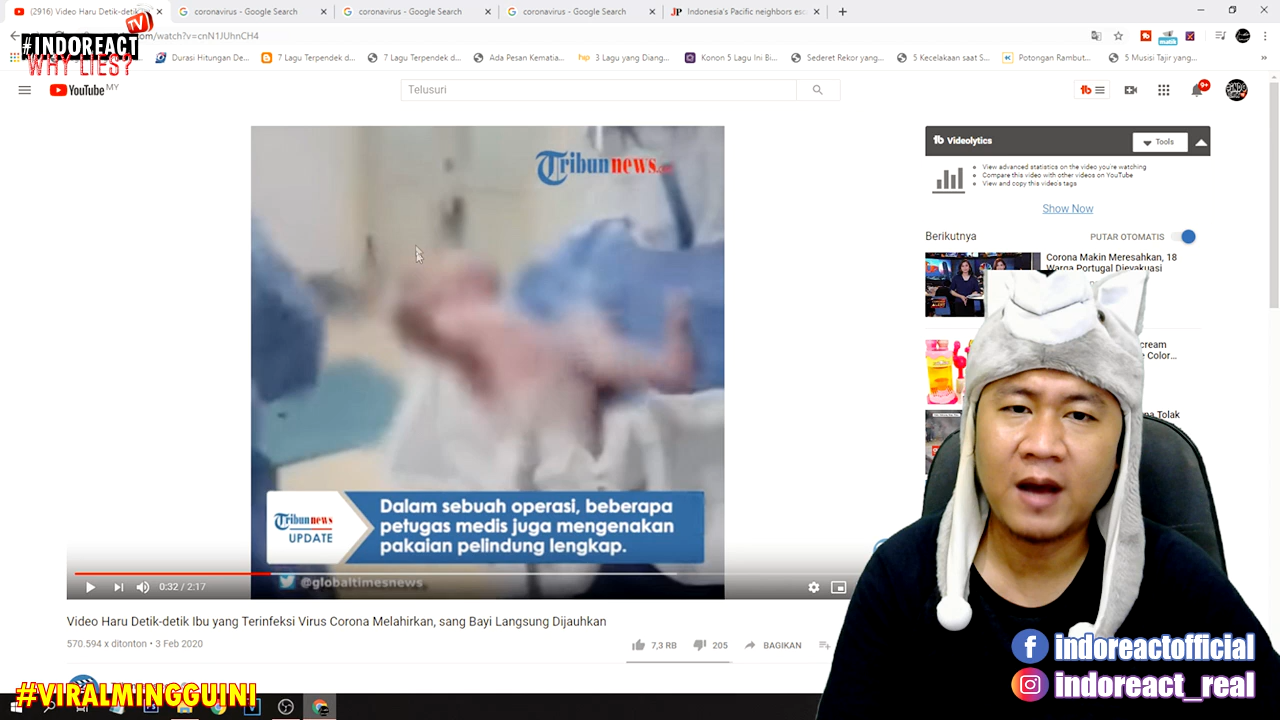 (2916) Video Haru Detik-detik
coronavirus - Google Search
coronavirus - Google Search
coronavirus - Google Search
Indonesia's Pacific neighbors esc
TV
#INDOREACT
WHY LIES?
/watch?v=cnN1JUhnCH4
Durasi Hitungan De...
7 Lagu Terpendek d...
7 Lagu Terpendek d...
Ada Pesan Kematia...
3 Lagu yang Diang...
Konon 5 Lagu Ini Bi...
Sederet Rekor yang...
5 Kecelakaan saat S...
Potongan Rambut...
5 Musisi Tajir yang...
YouTube MY
Telusuri
9+
Tribunnews.com
Videolytics
Tools
View advanced statistics on the video you're watching
Compare this video with other videos on YouTube
View and copy this video's tags
Show Now
Berikutnya
PUTAR OTOMATIS
Corona Makin Meresahkan, 18
Warga Portugal Dievakuasi
cream
Color...
Tolak
Tribunnews
UPDATE
Dalam sebuah operasi, beberapa
petugas medis juga mengenakan
pakaian pelindung lengkap.
@globaltimesnews
0:32 / 2:17
Video Haru Detik-detik Ibu yang Terinfeksi Virus Corona Melahirkan, sang Bayi Langsung Dijauhkan
570.594 x ditonton • 3 Feb 2020
7,3 RB
205
BAGIKAN
indoreactofficial
indoreact_real
#VIRALMINGGUINI